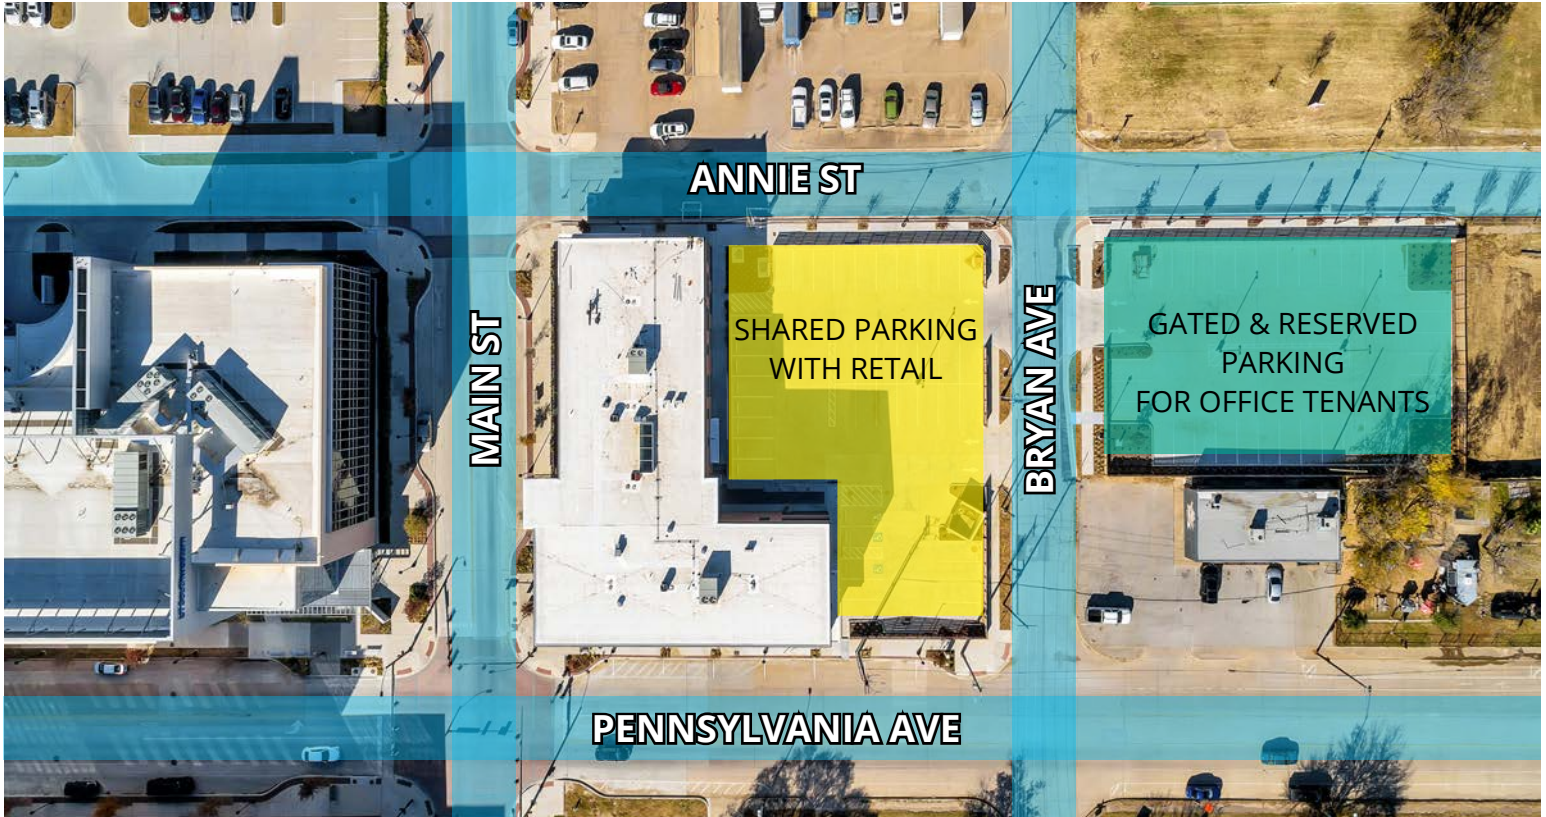 ANNIE ST
SHARED PARKING
WITH RETAIL
GATED & RESERVED
PARKING
FOR OFFICE TENANTS
MAIN ST
BRYAN AVE
PENNSYLVANIA AVE